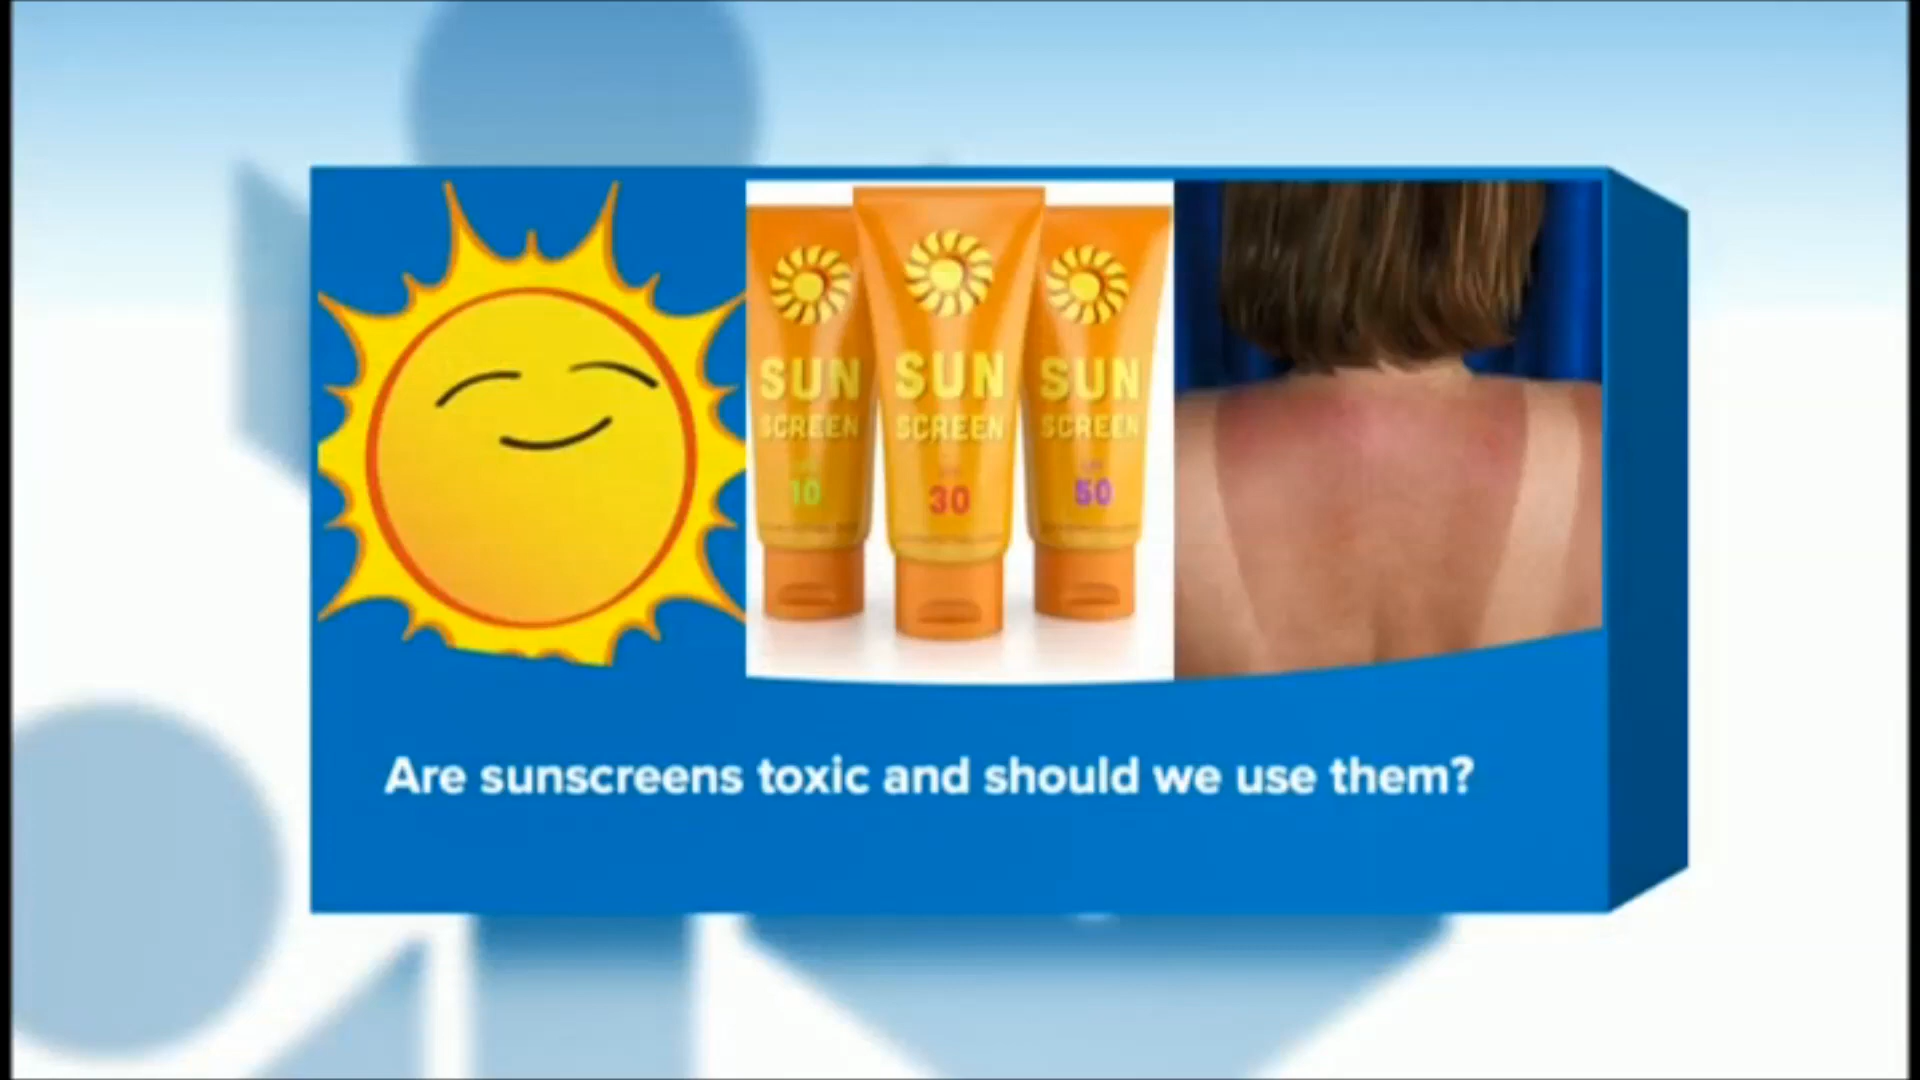 SUN
SCREEN
10
SUN
SCREEN
30
SUN
SCREEN
50
Are sunscreens toxic and should we use them?